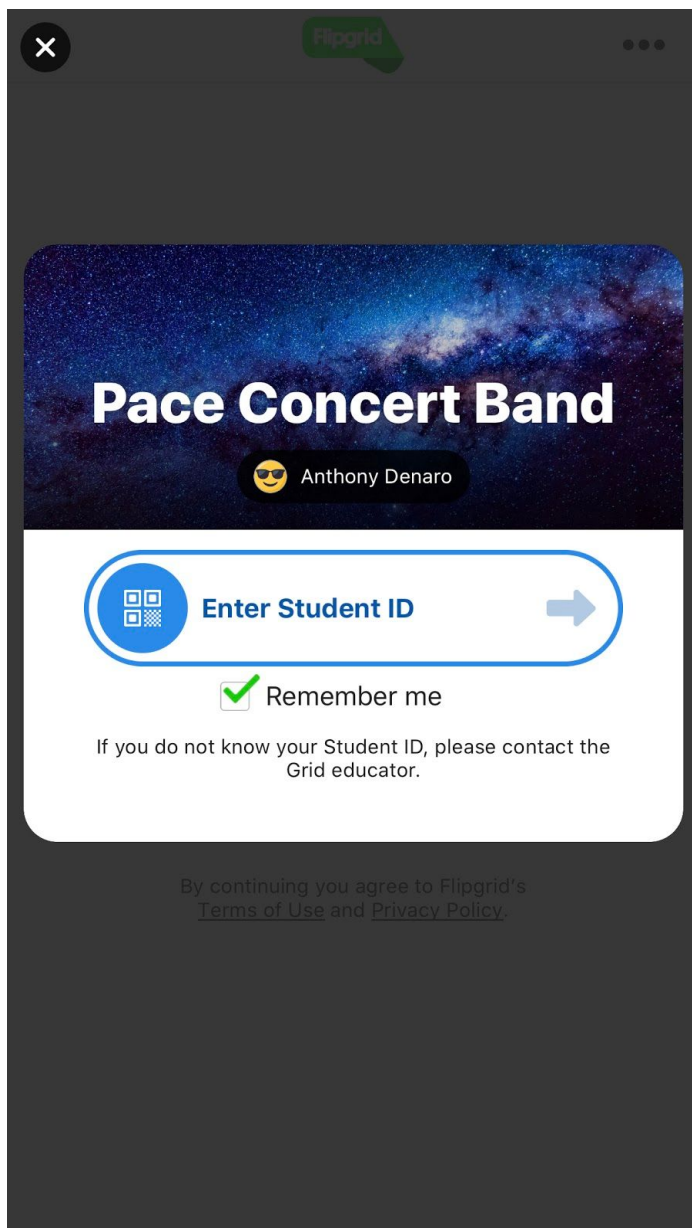 Flipgrid
Pace Concert Band
Anthony Denaro
Enter Student ID
Remember me
If you do not know your Student ID, please contact the
Grid educator.
By continuing you agree to Flipgrid's
Terms of Use and Privacy Policy.